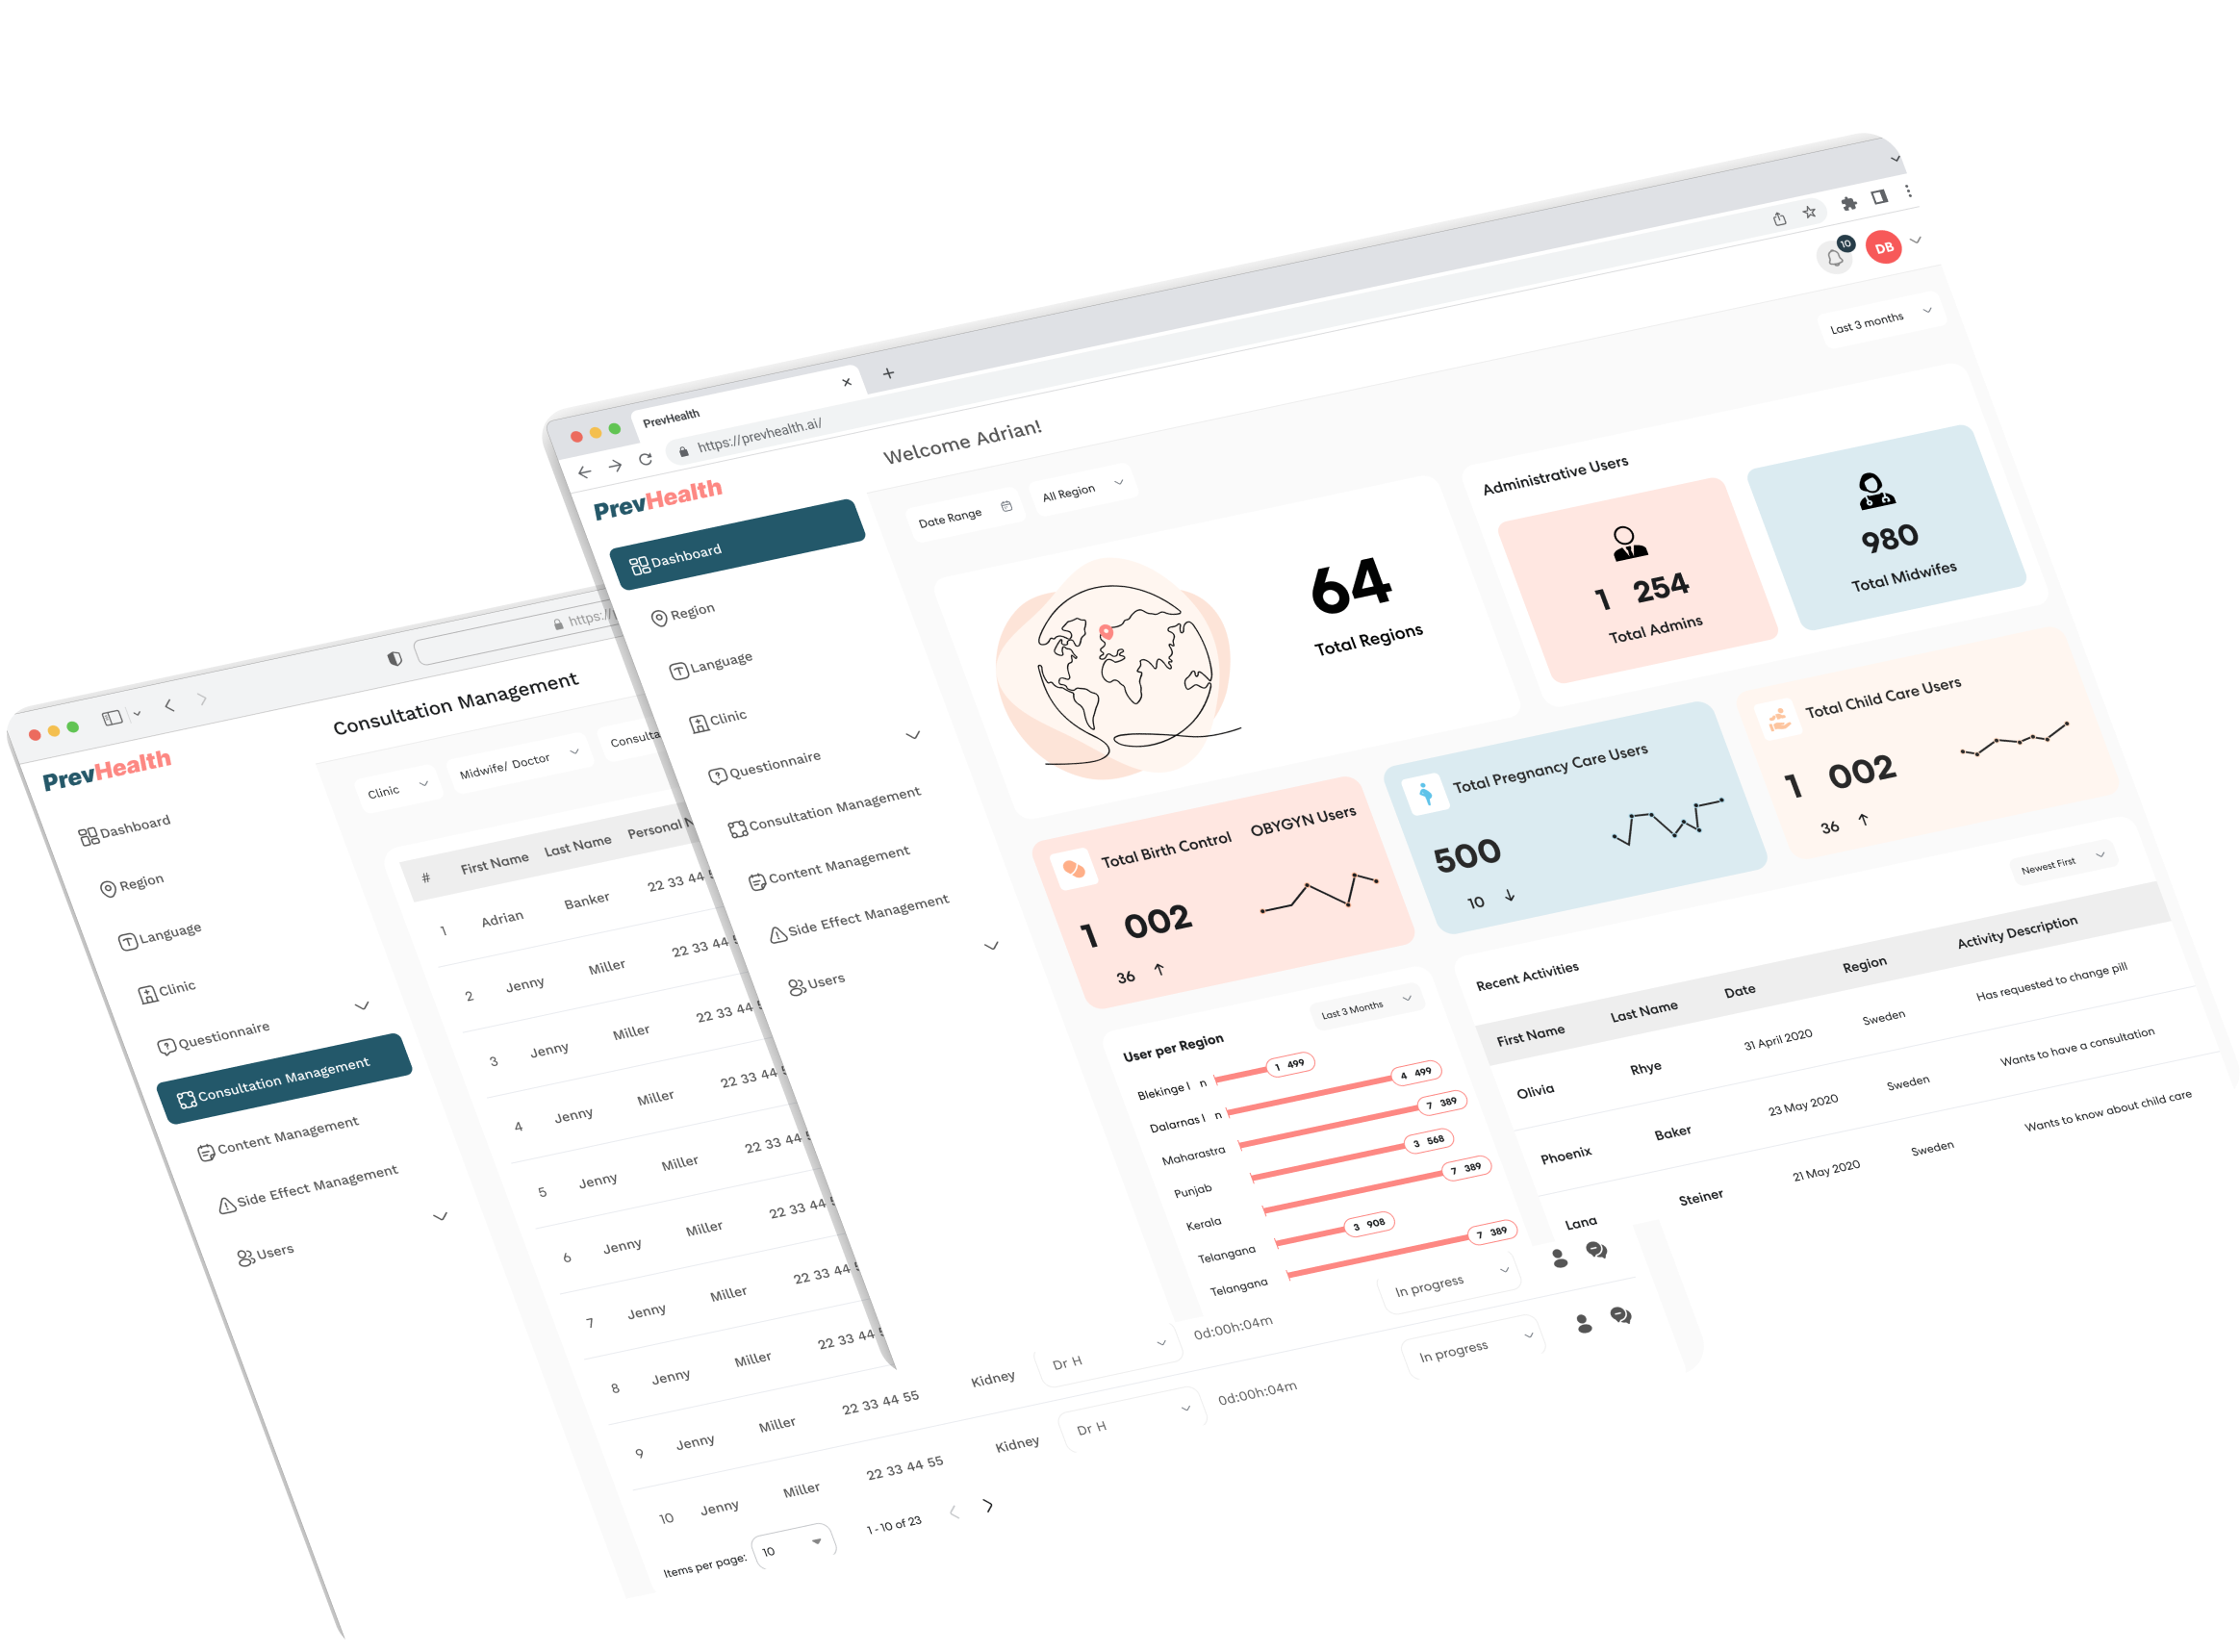 PrevHealth
https://prevhealth.ai/
10
DB
PrevHealth
Welcome Adrian!
Dashboard
Region
Language
Clinic
Questionnaire
Consultation Management
Content Management
Side Effect Management
Users
Date Range
All Region
Last 3 months
64
Total Regions
Administrative Users
1 254
Total Admins
980
Total Midwifes
Total Birth Control OBYGYN Users
1 002
36
Total Pregnancy Care Users
500
10
Total Child Care Users
1 002
36
User per Region
Last 3 Months
Blekinge l n 1 499
Dalarnas l n 4 499
Maharastra 7 389
Punjab 3 568
Kerala 7 389
Telangana 3 908
Telangana 7 389
Recent Activities
Newest First
First Name Last Name Date Region Activity Description
Olivia Rhye 31 April 2020 Sweden Has requested to change pill
Phoenix Baker 23 May 2020 Sweden Wants to have a consultation
Lana Steiner 21 May 2020 Sweden Wants to know about child care
https://
PrevHealth
Consultation Management
Dashboard
Region
Language
Clinic
Questionnaire
Consultation Management
Content Management
Side Effect Management
Users
Clinic
Midwife/ Doctor
Consulta
# First Name Last Name Personal N
1 Adrian Banker 22 33 44 5
2 Jenny Miller 22 33 44 5
3 Jenny Miller 22 33 44 5
4 Jenny Miller 22 33 44 5
5 Jenny Miller 22 33 44 5
6 Jenny Miller 22 33 44 5
7 Jenny Miller 22 33 44 5
8 Jenny Miller 22 33 44 5
9 Jenny Miller 22 33 44 55 Kidney Dr H 0d:00h:04m In progress
10 Jenny Miller 22 33 44 55 Kidney Dr H 0d:00h:04m In progress
Items per page: 10 1 - 10 of 23